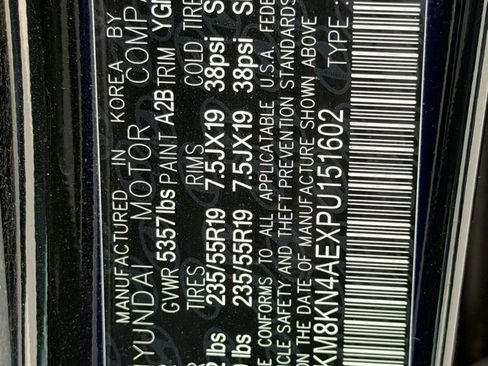 MANUFACTURED IN KOREA BY
HYUNDAI MOTOR COMP
GVWR 5357lbs PAINT A2B TRIM
TIRES RIMS COLD TIRE
235/55R19 7.5JX19 38psi
lbs 235/55R19 7.5JX19 38psi
TO ALL APPLICABLE U.S.A. FEDE
SAFETY AND THEFT PREVENTION STANDARDS
ON THE DATE OF MANUFACTURE SHOWN ABOVE
KM8KN4AEXPU151602 TYPE: